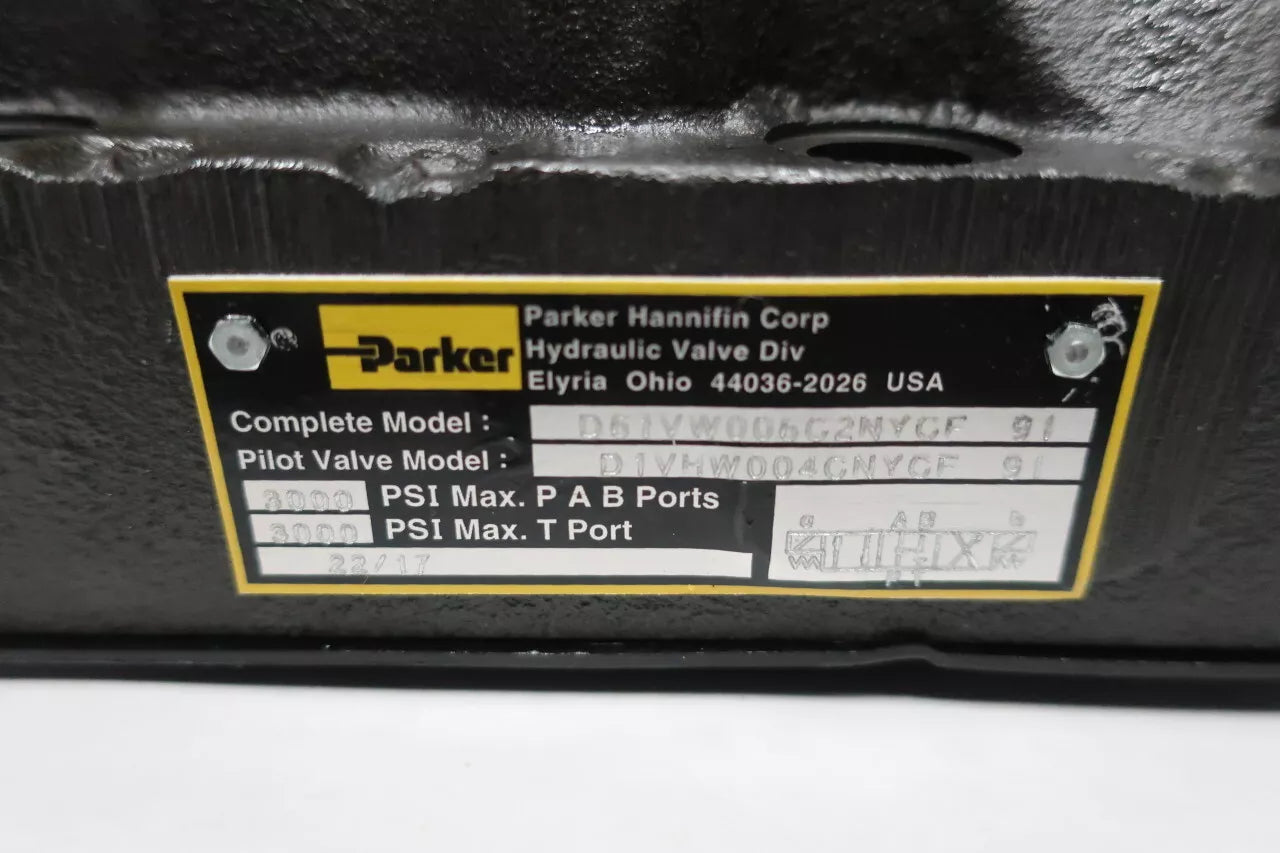 Parker
Parker Hannifin Corp
Hydraulic Valve Div
Elyria Ohio 44036-2026 USA
Complete Model : D61VW006C2NYCF 91
Pilot Valve Model : D1VHW004CNYCF 91
3000 PSI Max. P A B Ports
3000 PSI Max. T Port
22/17
a A B b
P T